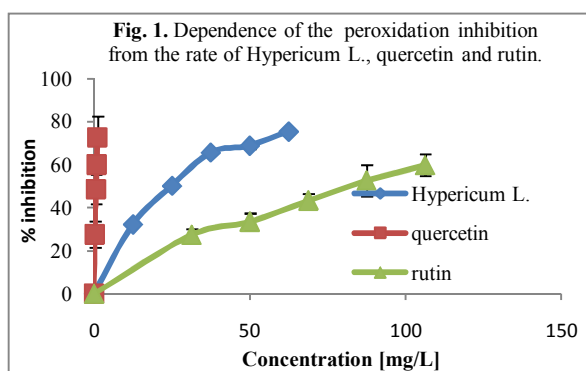 Fig. 1. Dependence of the peroxidation inhibition
from the rate of Hypericum L., quercetin and rutin.
100
80
60
40
20
0
% inhibition
Hypericum L.
quercetin
rutin
0
50
100
150
Concentration [mg/L]